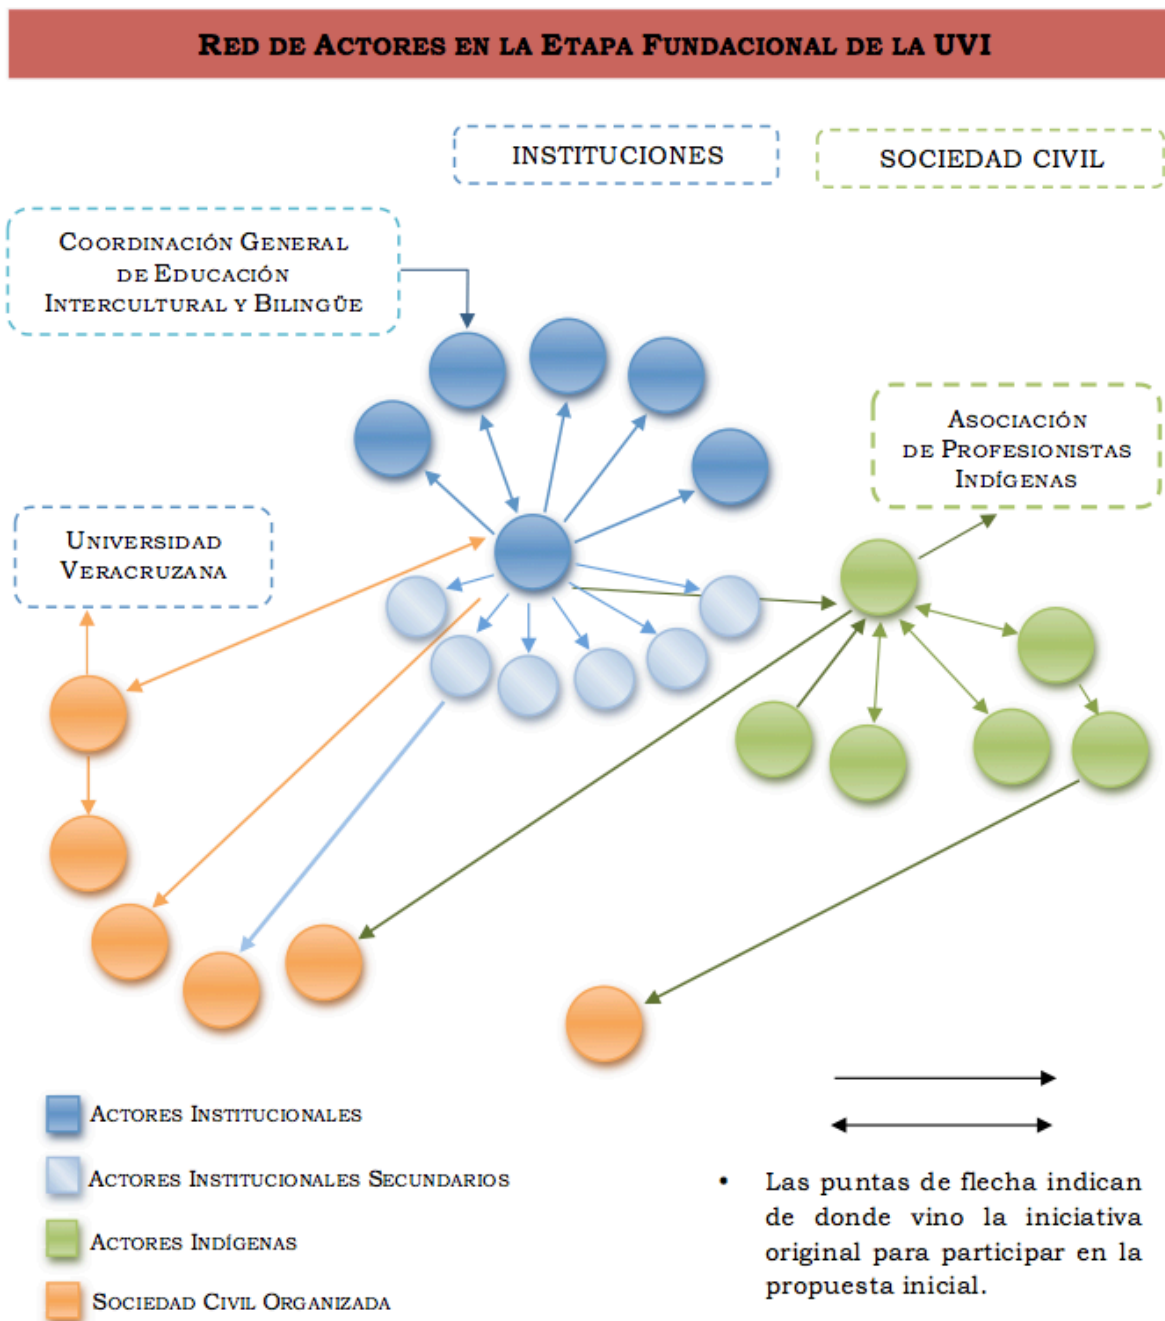 RED DE ACTORES EN LA ETAPA FUNDACIONAL DE LA UVI
INSTITUCIONES
SOCIEDAD CIVIL
COORDINACIÓN GENERAL
DE EDUCACIÓN
INTERCULTURAL Y BILINGÜE
ASOCIACIÓN
DE PROFESIONISTAS
INDÍGENAS
UNIVERSIDAD
VERACRUZANA
ACTORES INSTITUCIONALES
ACTORES INSTITUCIONALES SECUNDARIOS
ACTORES INDÍGENAS
SOCIEDAD CIVIL ORGANIZADA
• Las puntas de flecha indican
de donde vino la iniciativa
original para participar en la
propuesta inicial.